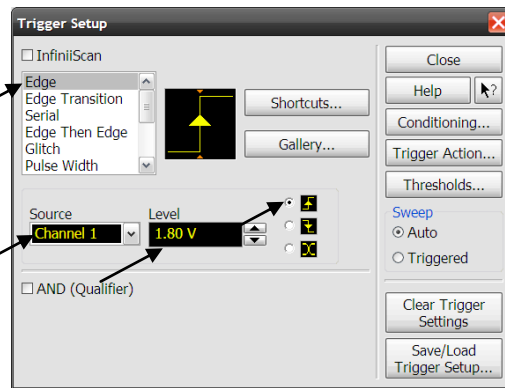 Trigger Setup
InfiniiScan
Edge
Edge Transition
Serial
Edge Then Edge
Glitch
Pulse Width
Shortcuts...
Gallery...
Source
Channel 1
Level
1.80 V
AND (Qualifier)
Close
Help
?
Conditioning...
Trigger Action...
Thresholds...
Sweep
Auto
Triggered
Clear Trigger
Settings
Save/Load
Trigger Setup...